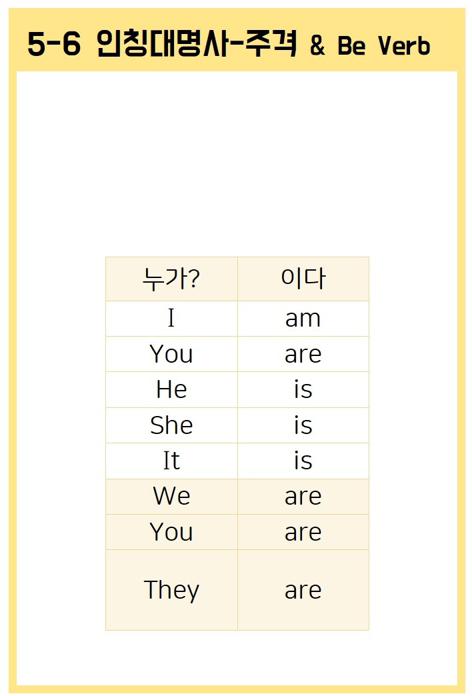 5-6 인칭대명사-주격 & Be Verb
누가? 이다
I am
You are
He is
She is
It is
We are
You are
They are